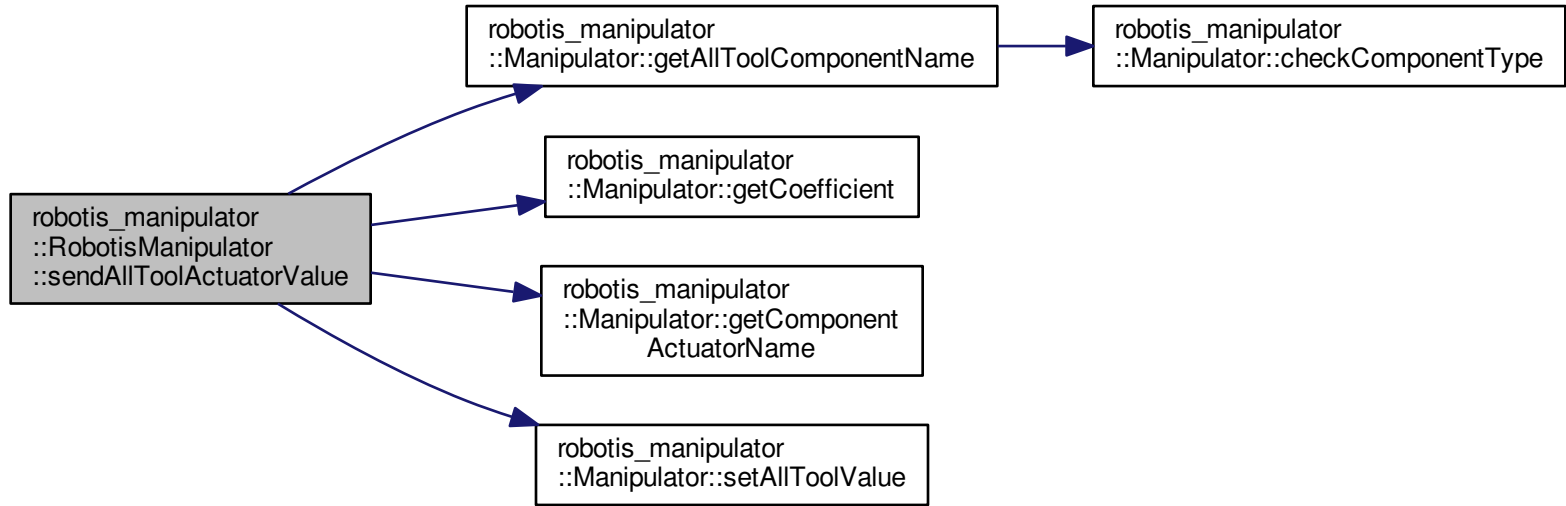 robotis_manipulator
::RobotisManipulator
::sendAllToolActuatorValue
robotis_manipulator
::Manipulator::getAllToolComponentName
robotis_manipulator
::Manipulator::checkComponentType
robotis_manipulator
::Manipulator::getCoefficient
robotis_manipulator
::Manipulator::getComponent
ActuatorName
robotis_manipulator
::Manipulator::setAllToolValue